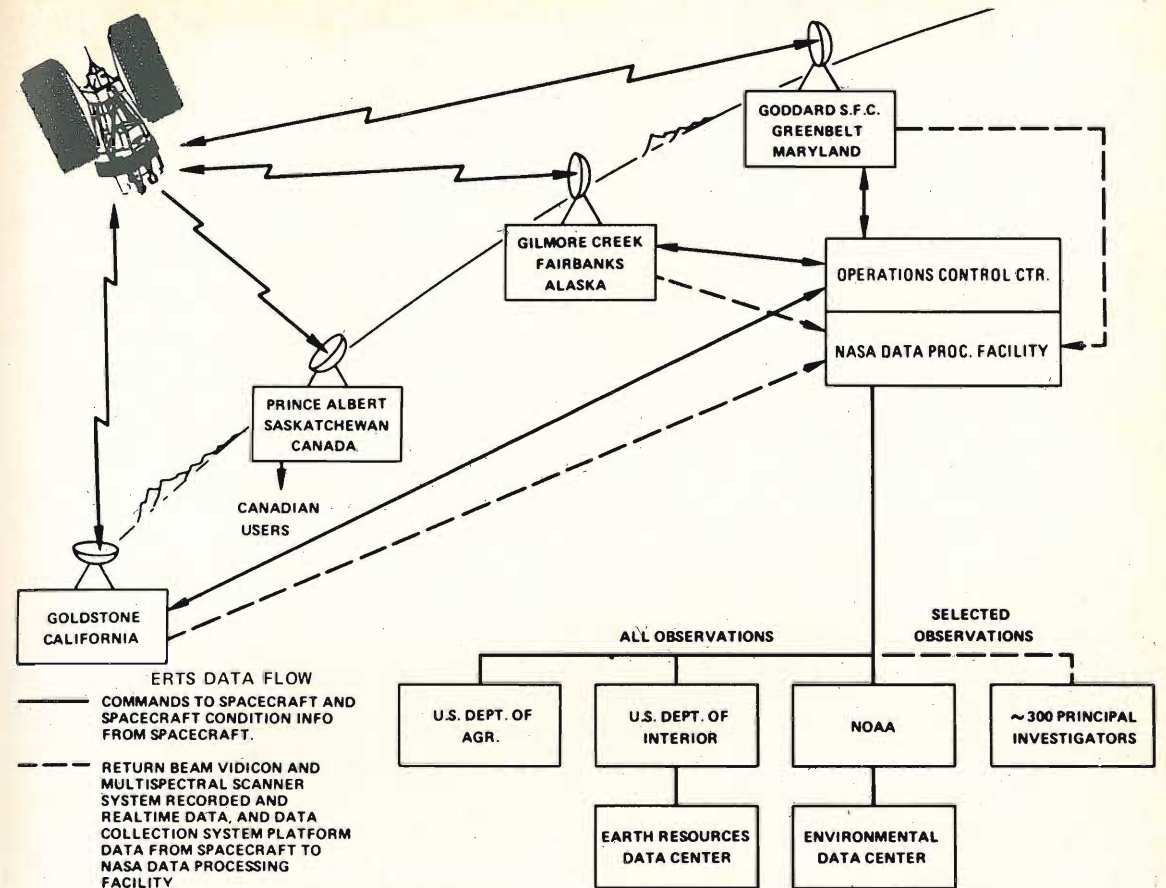 GODDARD S.F.C.
GREENBELT
MARYLAND
GILMORE CREEK
FAIRBANKS
ALASKA
OPERATIONS CONTROL CTR.
NASA DATA PROC. FACILITY
PRINCE ALBERT
SASKATCHEWAN
CANADA
CANADIAN
USERS
GOLDSTONE
CALIFORNIA
ERTS DATA FLOW
COMMANDS TO SPACECRAFT AND
SPACECRAFT CONDITION INFO
FROM SPACECRAFT.
RETURN BEAM VIDICON AND
MULTISPECTRAL SCANNER
SYSTEM RECORDED AND
REALTIME DATA, AND DATA
COLLECTION SYSTEM PLATFORM
DATA FROM SPACECRAFT TO
NASA DATA PROCESSING
FACILITY
ALL OBSERVATIONS
SELECTED
OBSERVATIONS
U.S. DEPT. OF
AGR.
U.S. DEPT. OF
INTERIOR
NOAA
~300 PRINCIPAL
INVESTIGATORS
EARTH RESOURCES
DATA CENTER
ENVIRONMENTAL
DATA CENTER